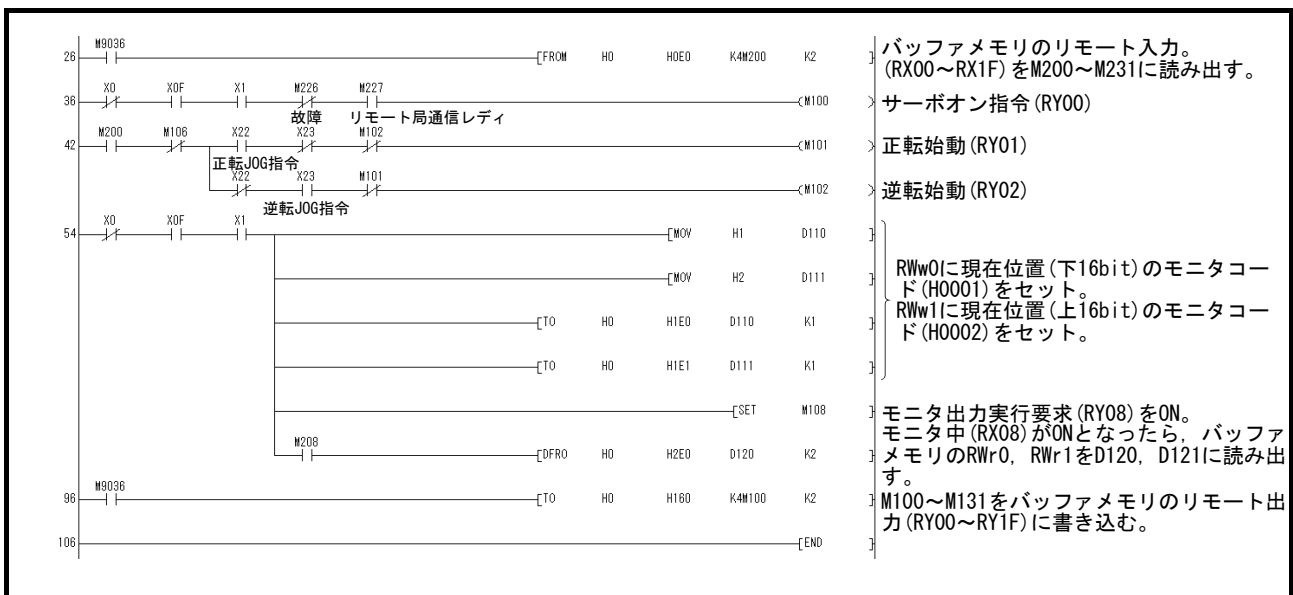 M9036
26 [FROM H0 H0E0 K4M200 K2 ] バッファメモリのリモート入力。
(RX00～RX1F)をM200～M231に読み出す。
X0 X0F X1 M226 M227
36 (M100 ) サーボオン指令(RY00)
故障 リモート局通信レディ
M200 M106 X22 X23 M102
42 (M101 ) 正転始動(RY01)
正転JOG指令
X22 X23 M101
(M102 ) 逆転始動(RY02)
逆転JOG指令
X0 X0F X1
54 [MOV H1 D110 ]
[MOV H2 D111 ]
RWw0に現在位置(下16bit)のモニタコー
ド(H0001)をセット。
RWw1に現在位置(上16bit)のモニタコー
ド(H0002)をセット。
[TO H0 H1E0 D110 K1 ]
[TO H0 H1E1 D111 K1 ]
[SET M108 ] モニタ出力実行要求(RY08)をON。
モニタ中(RX08)がONとなったら，バッファ
M208
[DFRO H0 H2E0 D120 K2 ] メモリのRWr0，RWr1をD120，D121に読み出
す。
M9036
96 [TO H0 H160 K4M100 K2 ] M100～M131をバッファメモリのリモート出
力(RY00～RY1F)に書き込む。
106 [END ]